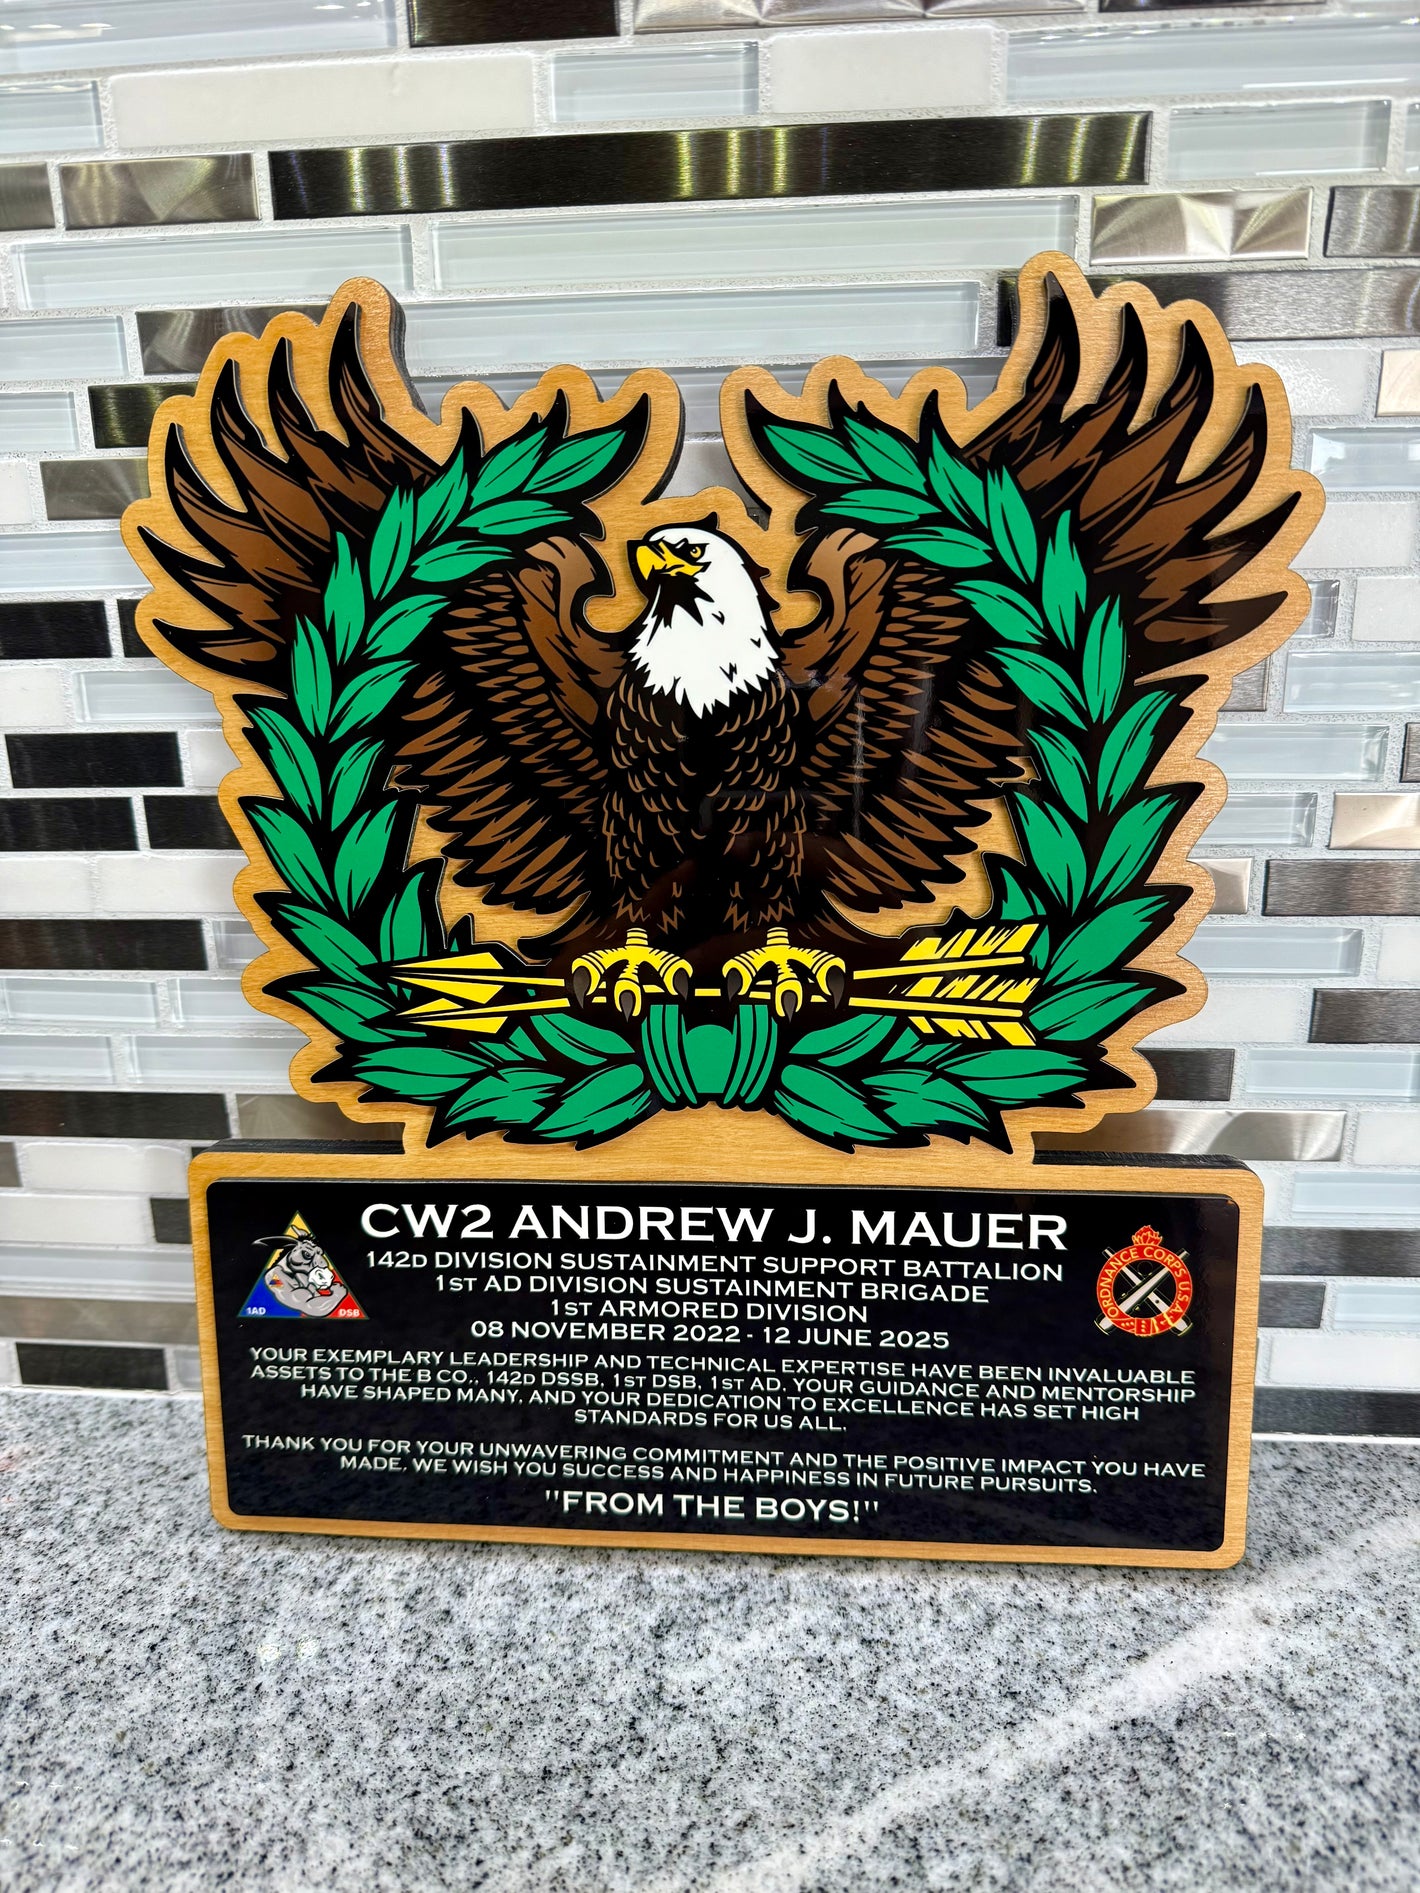 CW2 ANDREW J. MAUER
142D DIVISION SUSTAINMENT SUPPORT BATTALION
1ST AD DIVISION SUSTAINMENT BRIGADE
1ST ARMORED DIVISION
08 NOVEMBER 2022 - 12 JUNE 2025
1AD
DSB
ORDNANCE CORPS U.S.A.
YOUR EXEMPLARY LEADERSHIP AND TECHNICAL EXPERTISE HAVE BEEN INVALUABLE
ASSETS TO THE B CO., 142D DSSB, 1ST DSB, 1ST AD. YOUR GUIDANCE AND MENTORSHIP
HAVE SHAPED MANY, AND YOUR DEDICATION TO EXCELLENCE HAS SET HIGH
STANDARDS FOR US ALL.
THANK YOU FOR YOUR UNWAVERING COMMITMENT AND THE POSITIVE IMPACT YOU HAVE
MADE. WE WISH YOU SUCCESS AND HAPPINESS IN FUTURE PURSUITS.
"FROM THE BOYS!"